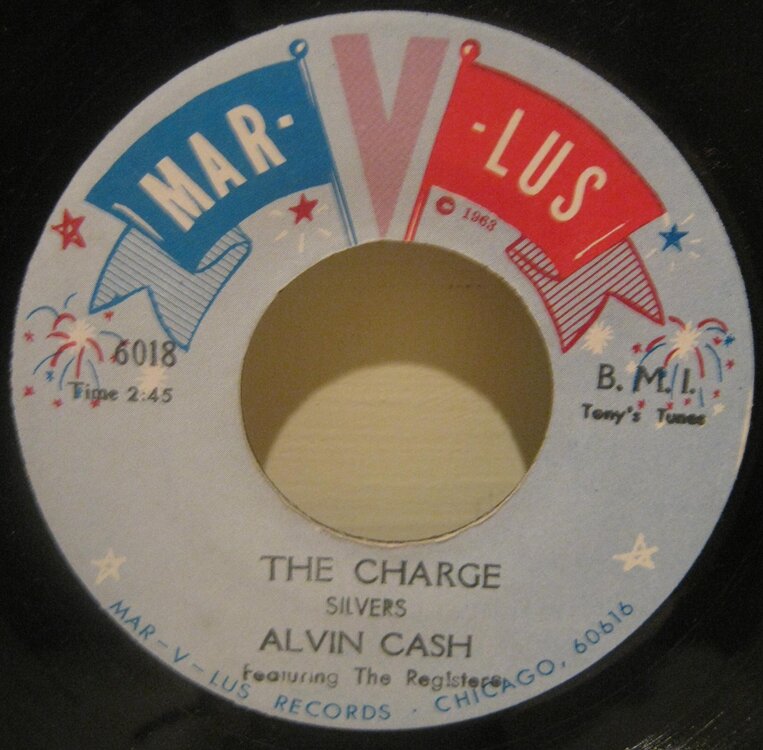 MAR-V-LUS
© 1963
6018
Time 2:45
B. M. I.
Tony's Tunes
THE CHARGE
SILVERS
ALVIN CASH
Featuring The Registers
MAR-V-LUS RECORDS · CHICAGO, 60616